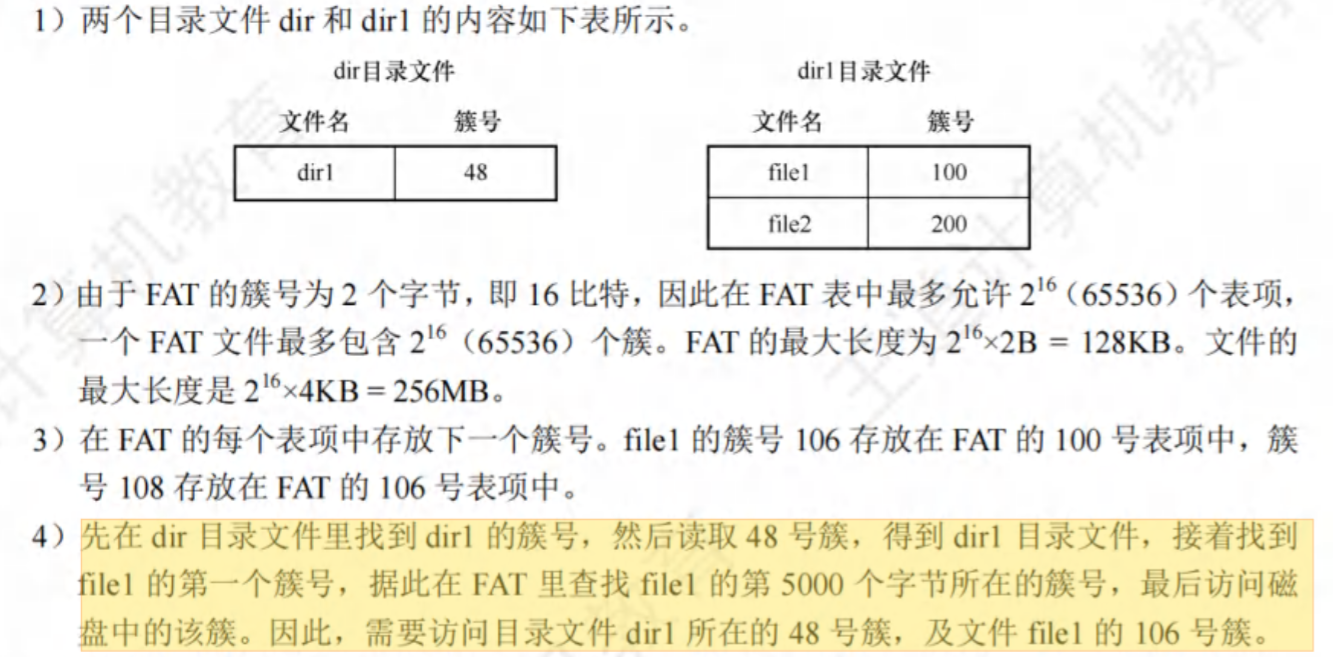 1）两个目录文件 dir 和 dir1 的内容如下表所示。
dir目录文件 dir1目录文件
文件名 簇号 文件名 簇号
dir1 48 file1 100
file2 200
2）由于 FAT 的簇号为 2 个字节，即 16 比特，因此在 FAT 表中最多允许 2¹⁶（65536）个表项，
一个 FAT 文件最多包含 2¹⁶（65536）个簇。FAT 的最大长度为 2¹⁶×2B = 128KB。文件的
最大长度是 2¹⁶×4KB = 256MB。
3）在 FAT 的每个表项中存放下一个簇号。file1 的簇号 106 存放在 FAT 的 100 号表项中，簇
号 108 存放在 FAT 的 106 号表项中。
4）先在 dir 目录文件里找到 dir1 的簇号，然后读取 48 号簇，得到 dir1 目录文件，接着找到
file1 的第一个簇号，据此在 FAT 里查找 file1 的第 5000 个字节所在的簇号，最后访问磁
盘中的该簇。因此，需要访问目录文件 dir1 所在的 48 号簇，及文件 file1 的 106 号簇。